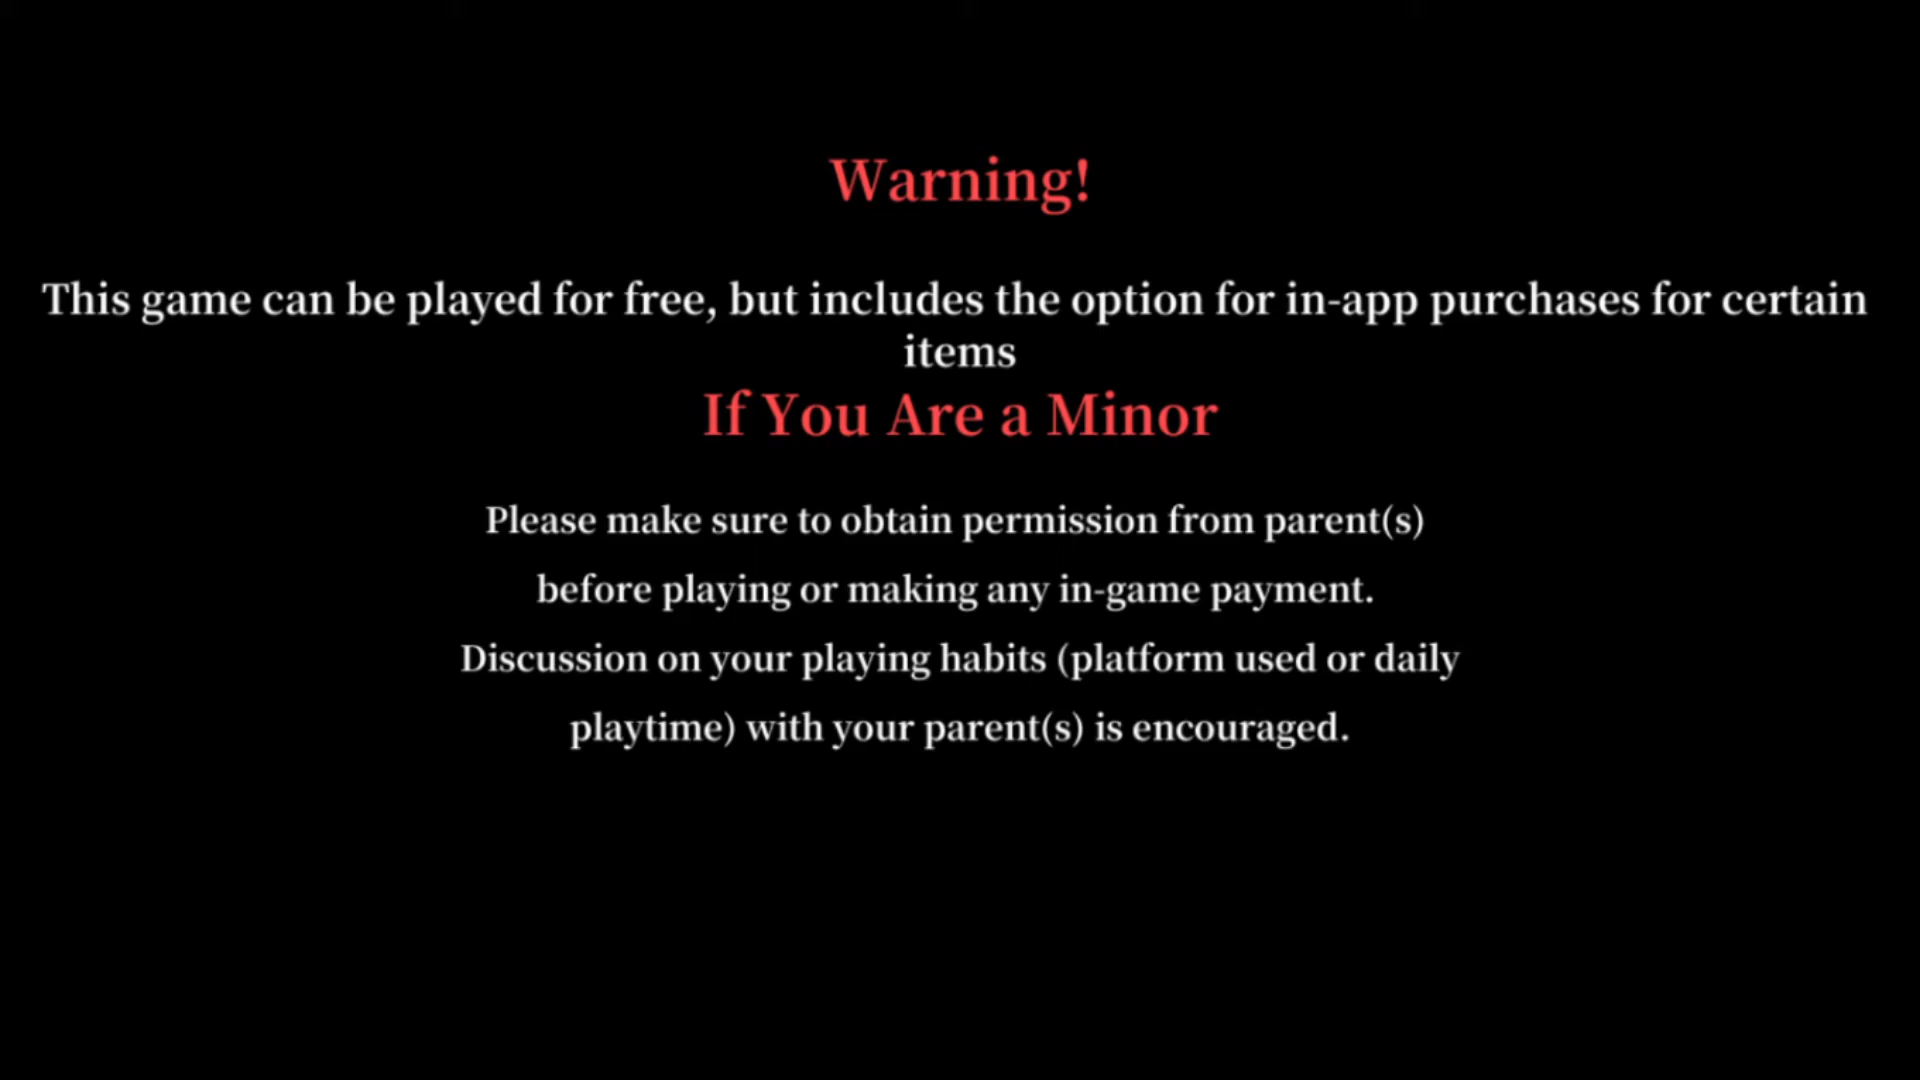 Warning!
This game can be played for free, but includes the option for in-app purchases for certain
items
If You Are a Minor
Please make sure to obtain permission from parent(s)
before playing or making any in-game payment.
Discussion on your playing habits (platform used or daily
playtime) with your parent(s) is encouraged.